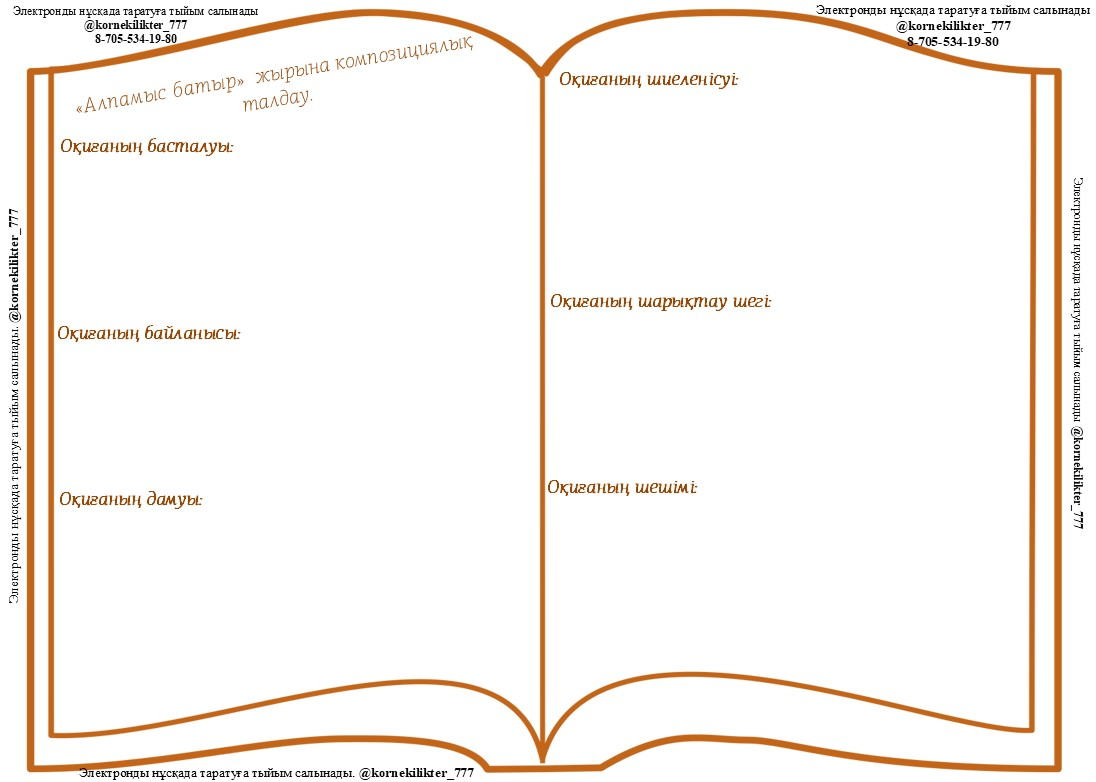 Электронды нұсқада таратуға тыйым салынады
@kornekilikter_777
8-705-534-19-80
Электронды нұсқада таратуға тыйым салынады
@kornekilikter_777
8-705-534-19-80
«Алпамыс батыр» жырына композициялық
талдау.
Оқиғаның басталуы:
Оқиғаның байланысы:
Оқиғаның дамуы:
Оқиғаның шиеленісуі:
Оқиғаның шарықтау шегі:
Оқиғаның шешімі:
Электронды нұсқада таратуға тыйым салынады. @kornekilikter_777
Электронды нұсқада таратуға тыйым салынады @kornekilikter_777
Электронды нұсқада таратуға тыйым салынады. @kornekilikter_777